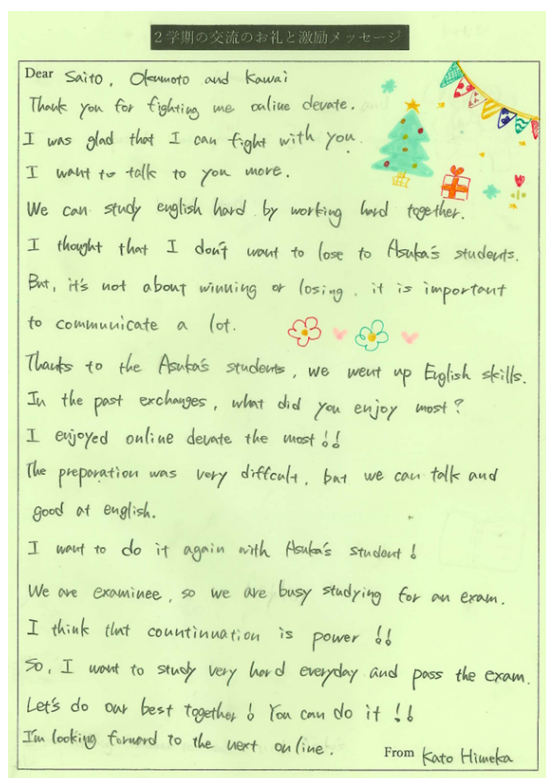 2学期の交流のお礼と激励メッセージ
Dear Saito, Okumoto and Kawai
Thank you for fighting me online devate.
I was glad that I can fight with you.
I want to talk to you more.
We can study english hard by working hard together.
I thought that I don't want to lose to Asuka's students.
But, it's not about winning or losing, it is important
to communicate a lot.
Thanks to the Asuka's students, we went up English skills.
In the past exchanges, what did you enjoy most?
I enjoyed online devate the most!!
The preparation was very diffcult, but we can talk and
good at english.
I want to do it again with Asuka's student!
We are examinee, so we are busy studying for an exam.
I think that countinuation is power!!
So, I want to study very hard everyday and pass the exam.
Let's do our best together! You can do it!!
I'm looking forward to the next online.
From Kato Himeka